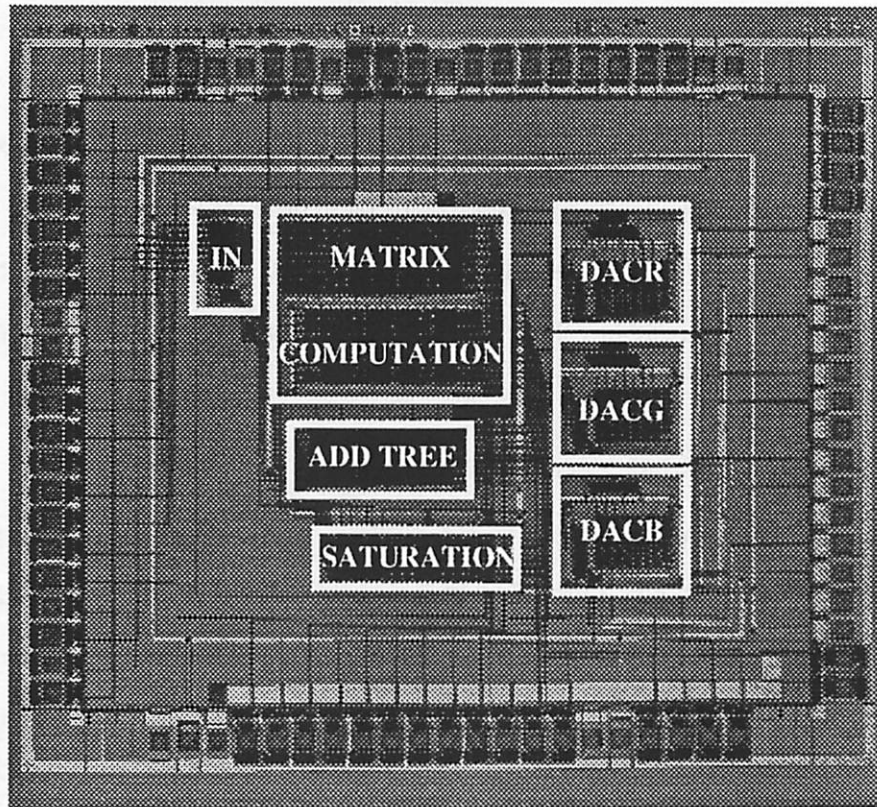 IN
MATRIX
COMPUTATION
ADD TREE
SATURATION
DACR
DACG
DACB